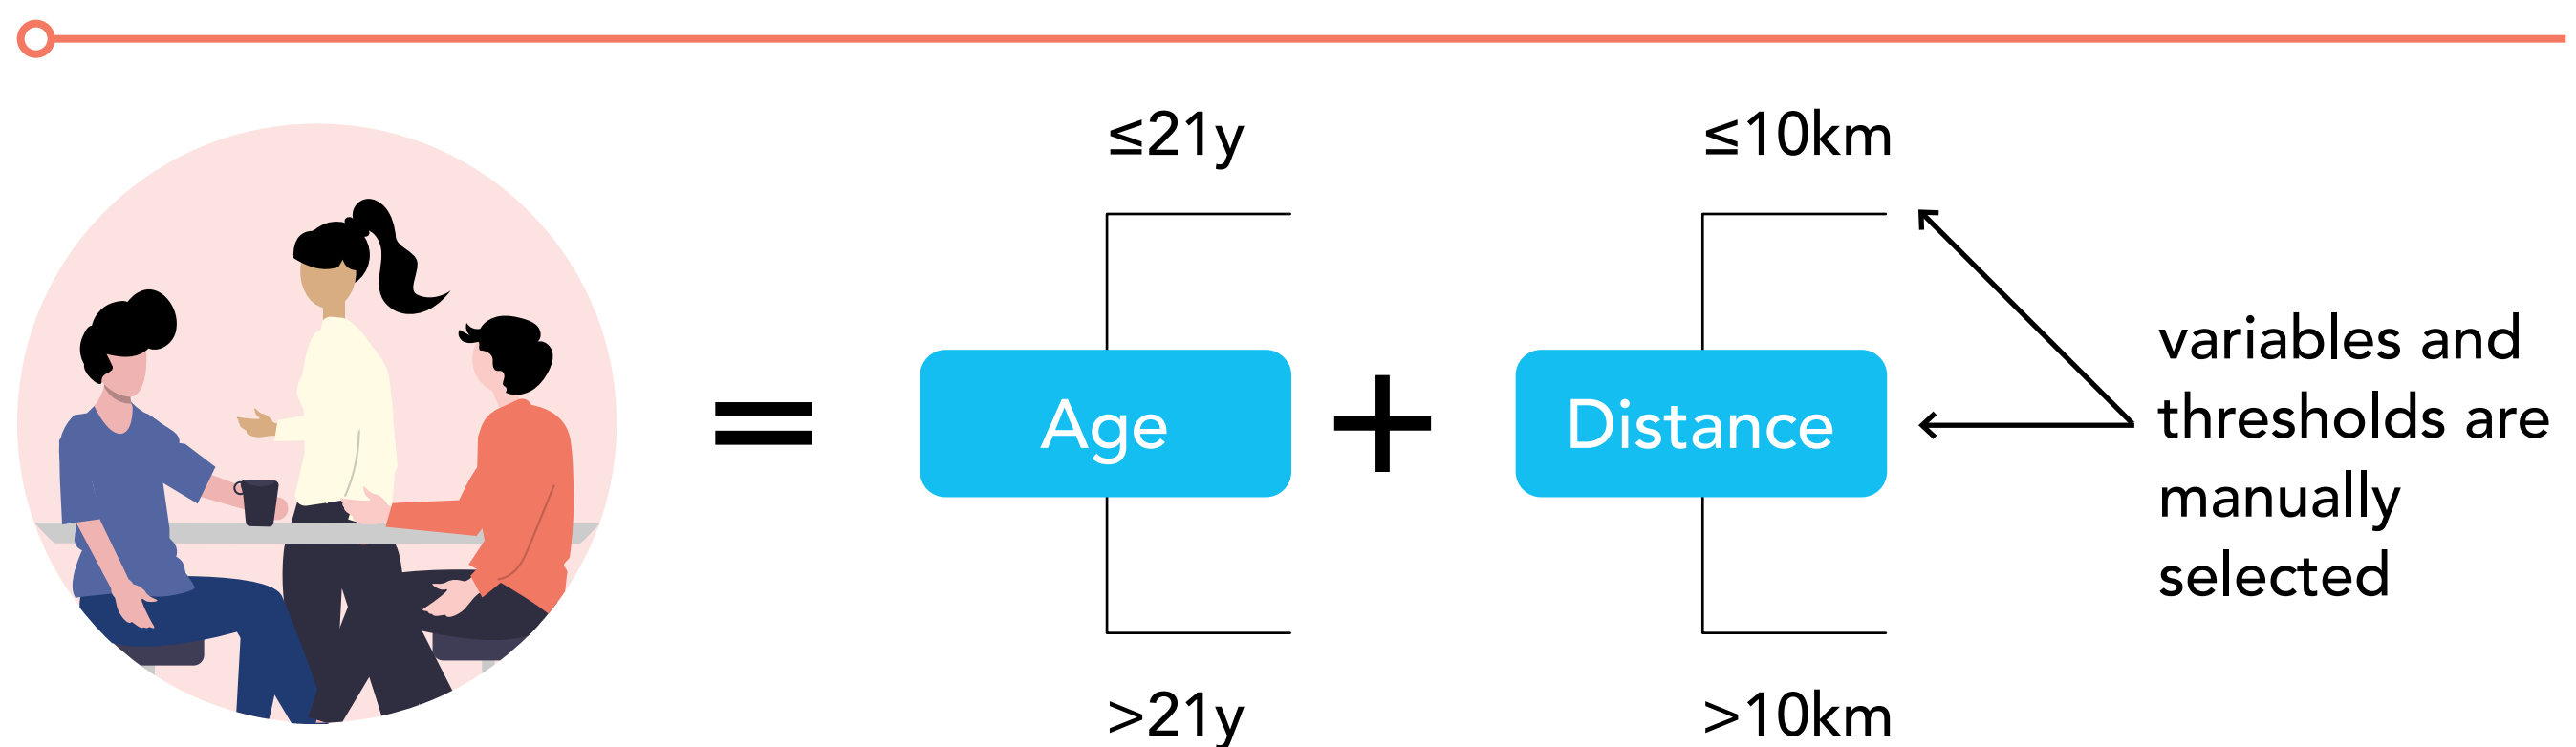 ≤21y
≤10km
=
Age
+
Distance
variables and
thresholds are
manually
selected
>21y
>10km